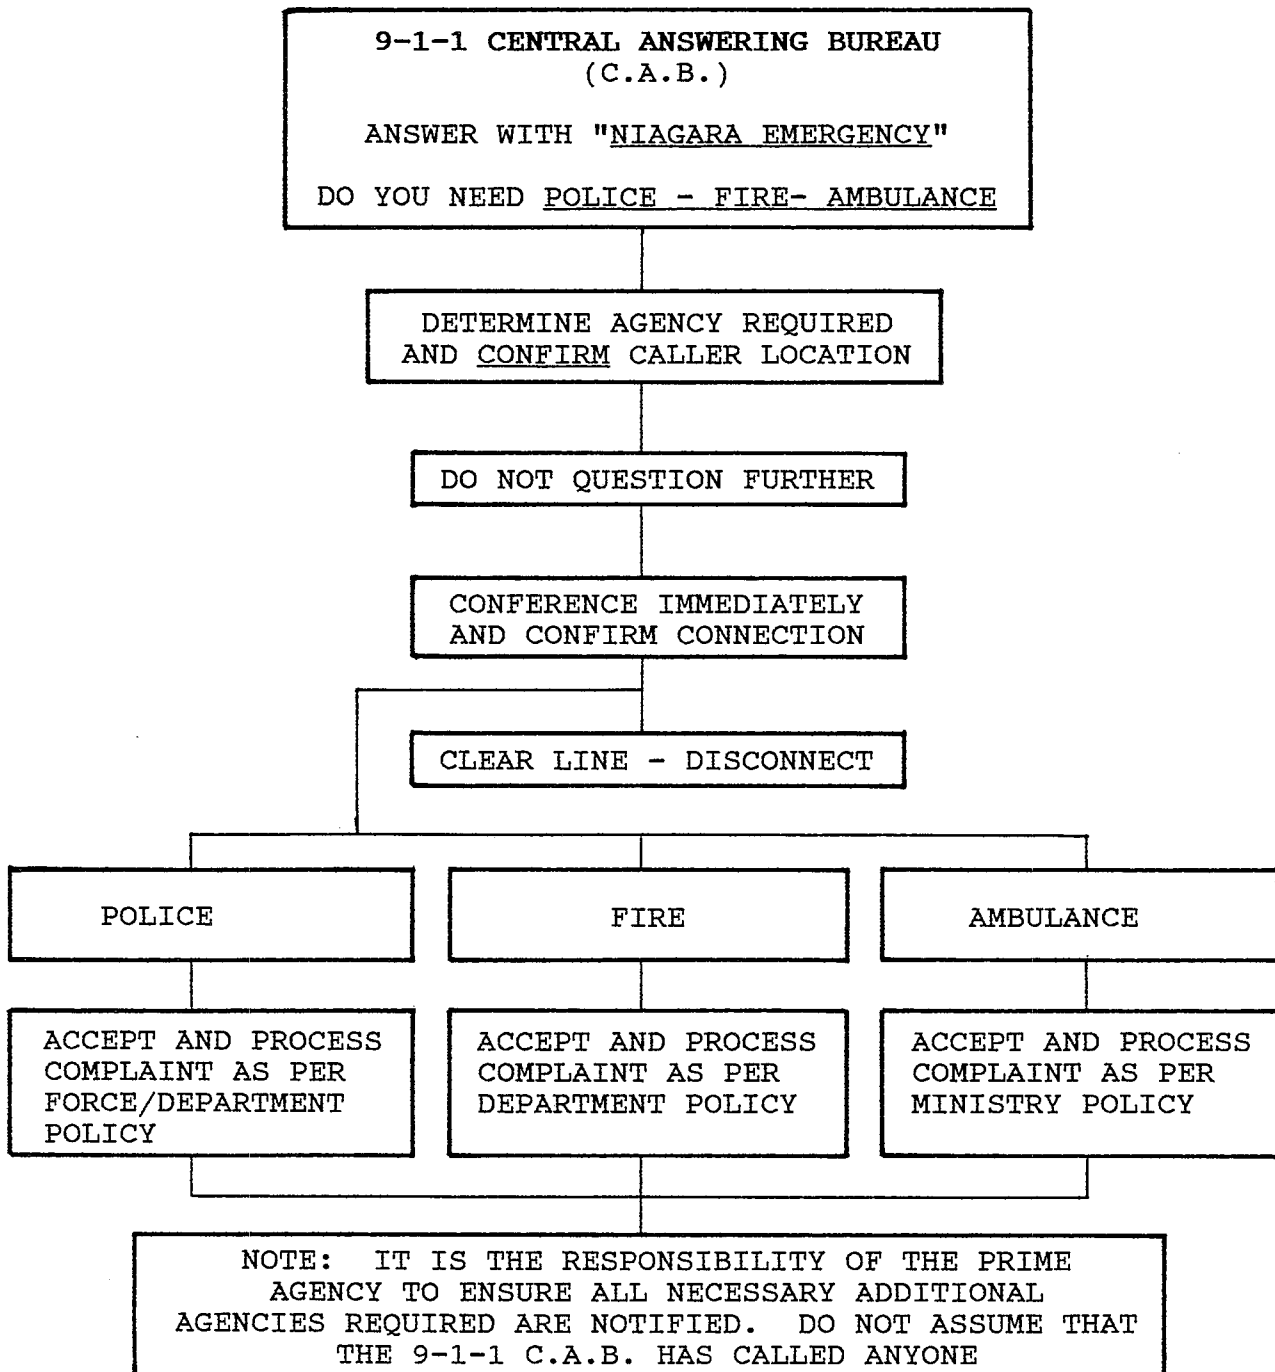 9-1-1 CENTRAL ANSWERING BUREAU
(C.A.B.)
ANSWER WITH "NIAGARA EMERGENCY"
DO YOU NEED POLICE - FIRE- AMBULANCE
DETERMINE AGENCY REQUIRED
AND CONFIRM CALLER LOCATION
DO NOT QUESTION FURTHER
CONFERENCE IMMEDIATELY
AND CONFIRM CONNECTION
CLEAR LINE - DISCONNECT
POLICE
FIRE
AMBULANCE
ACCEPT AND PROCESS
COMPLAINT AS PER
FORCE/DEPARTMENT
POLICY
ACCEPT AND PROCESS
COMPLAINT AS PER
DEPARTMENT POLICY
ACCEPT AND PROCESS
COMPLAINT AS PER
MINISTRY POLICY
NOTE: IT IS THE RESPONSIBILITY OF THE PRIME
AGENCY TO ENSURE ALL NECESSARY ADDITIONAL
AGENCIES REQUIRED ARE NOTIFIED. DO NOT ASSUME THAT
THE 9-1-1 C.A.B. HAS CALLED ANYONE